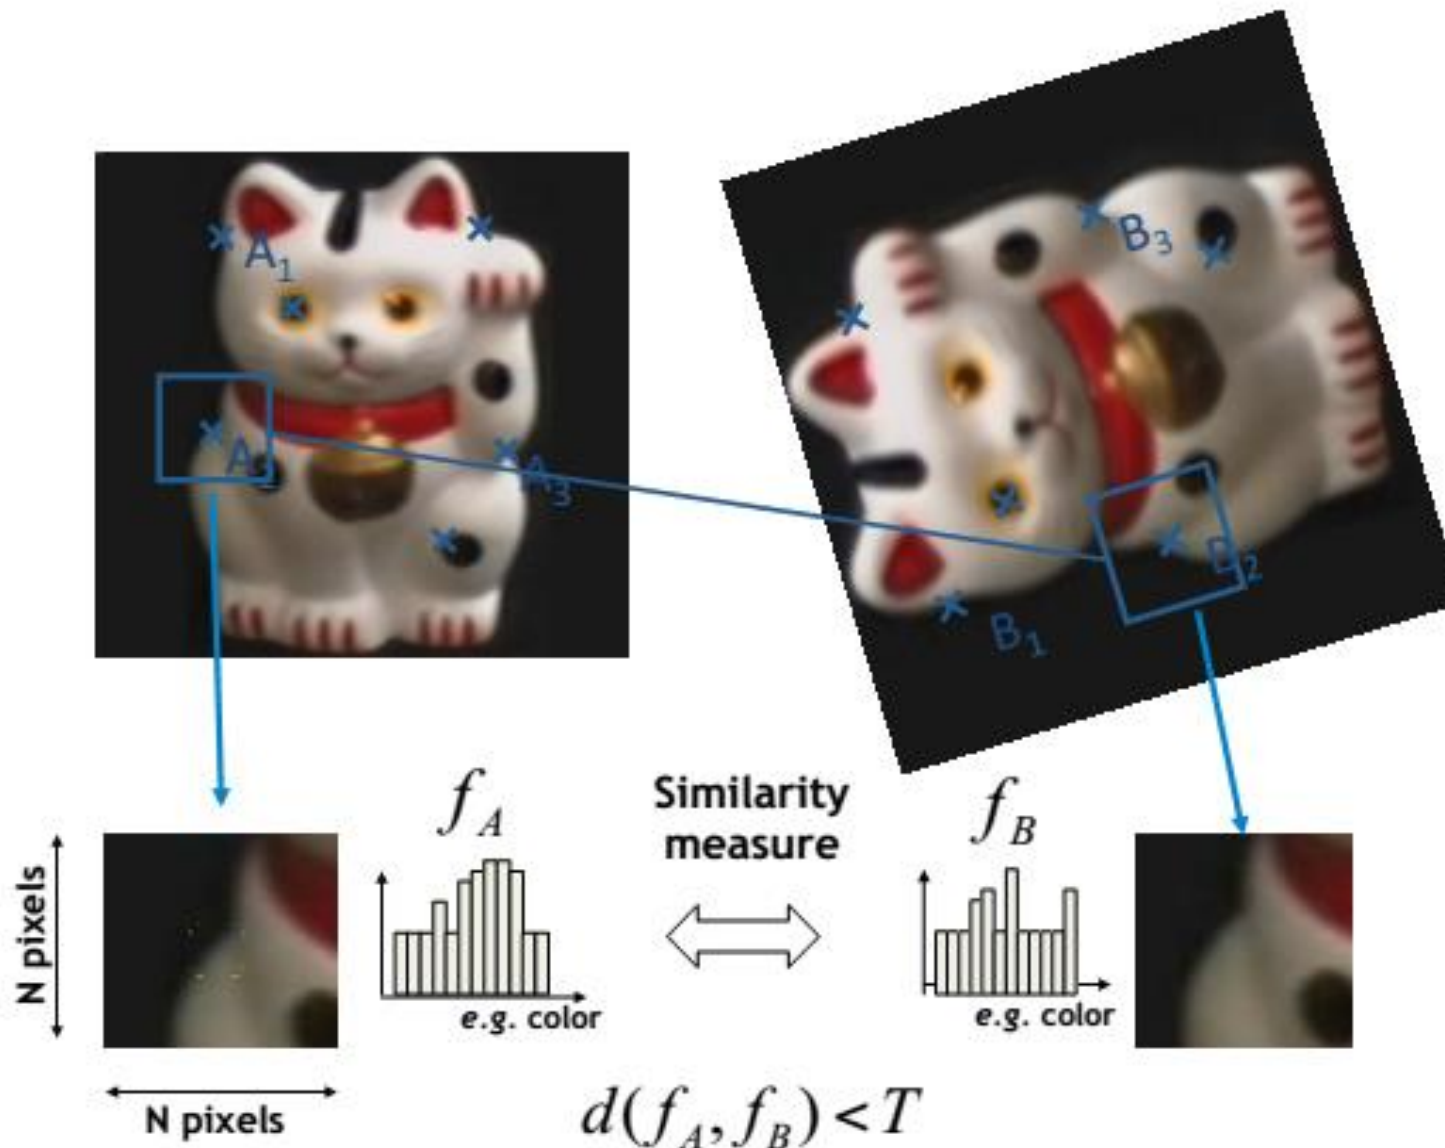 A₁
A₂
A₃
B₃
B₂
B₁
f_A
Similarity
measure
f_B
N pixels
e.g. color
e.g. color
N pixels
d(f_A, f_B) < T